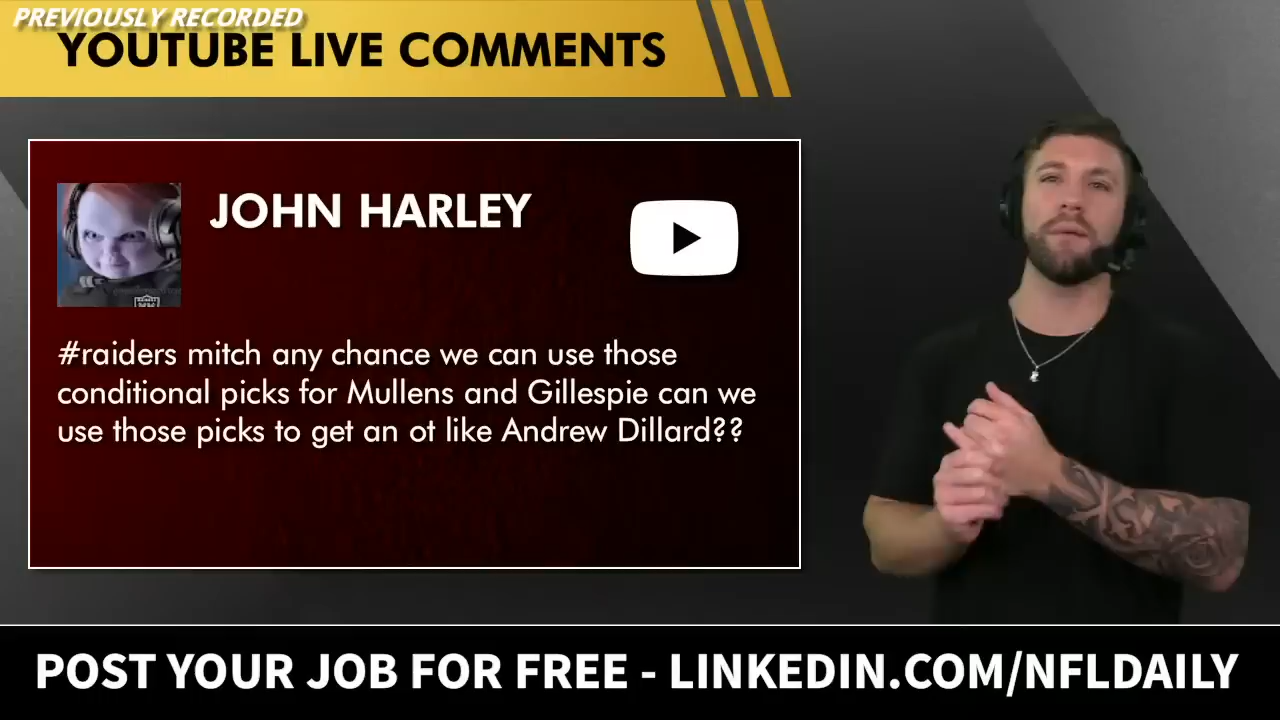 PREVIOUSLY RECORDED
YOUTUBE LIVE COMMENTS
JOHN HARLEY
#raiders mitch any chance we can use those
conditional picks for Mullens and Gillespie can we
use those picks to get an ot like Andrew Dillard??
POST YOUR JOB FOR FREE - LINKEDIN.COM/NFLDAILY